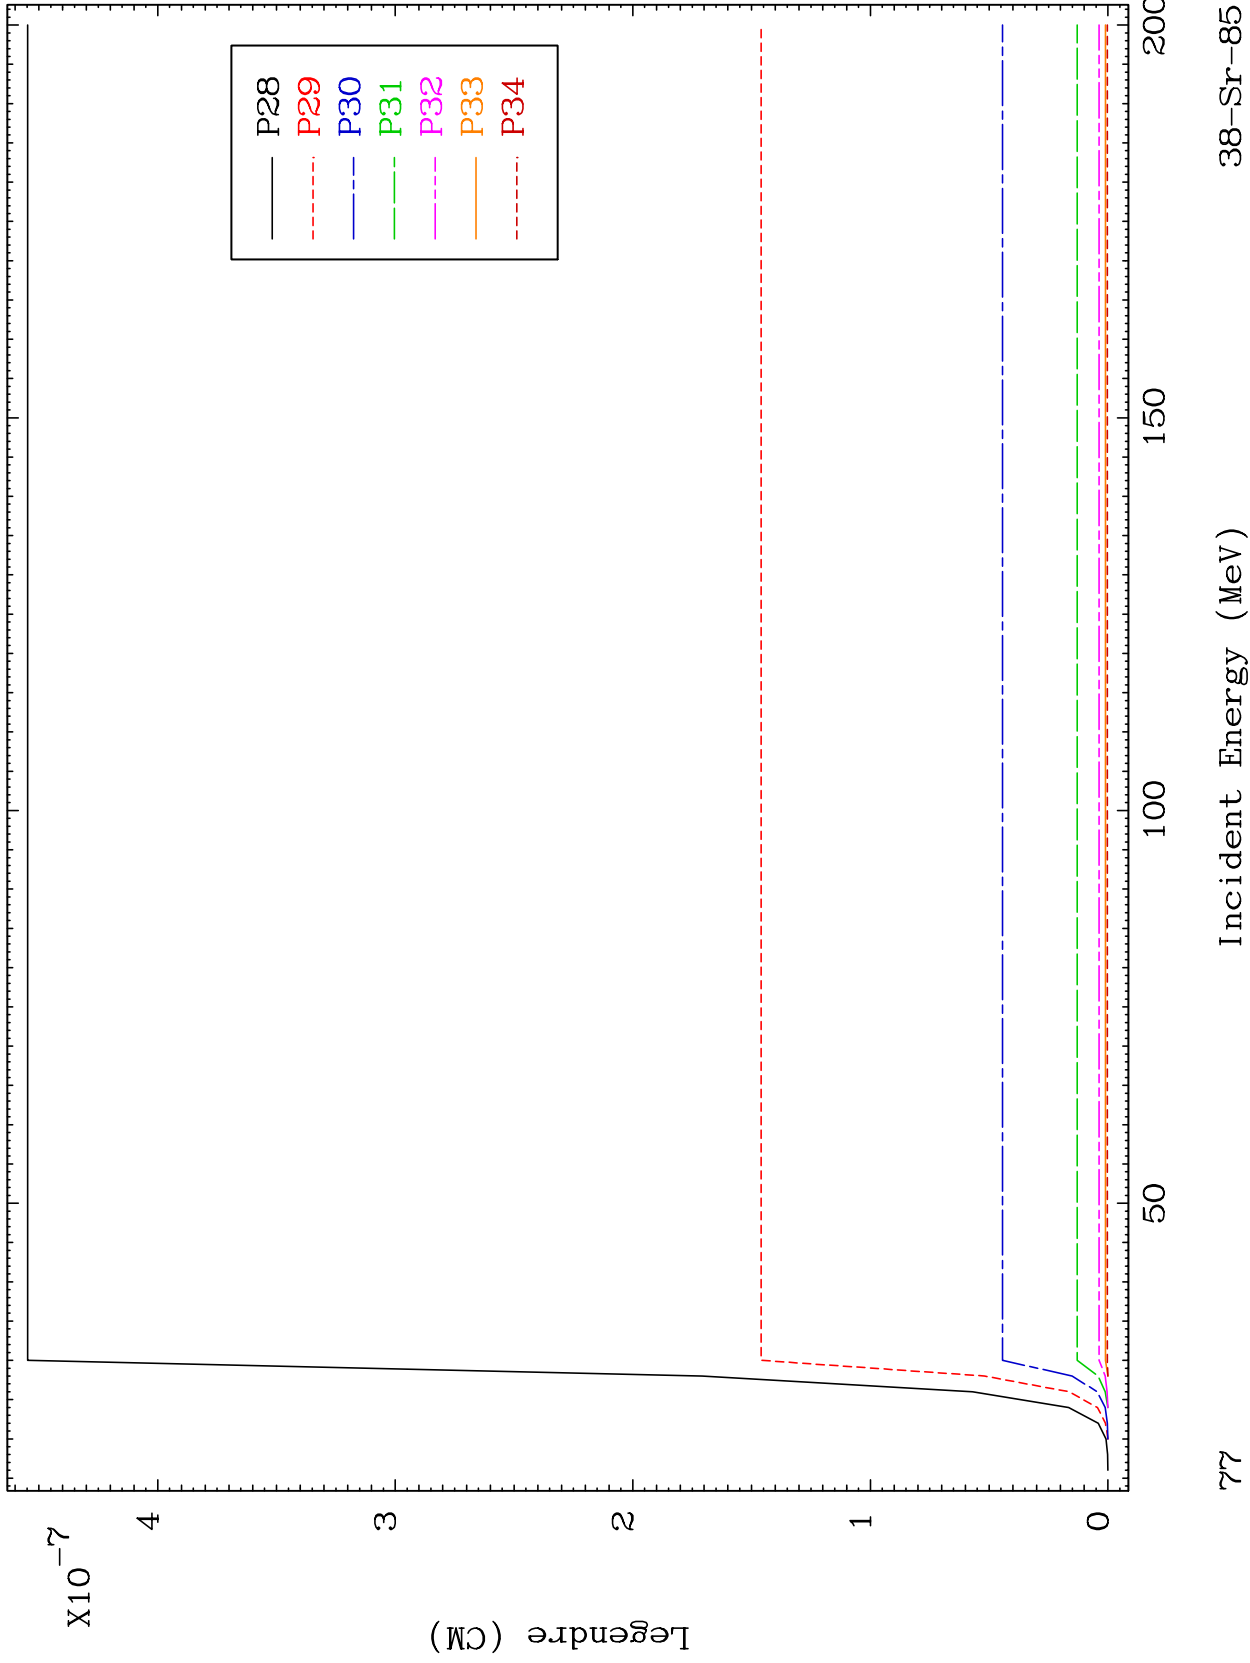 X10-7
Legendre (CM)
4
3
2
1
0
P28
P29
P30
P31
P32
P33
P34
50
100
150
200
Incident Energy (MeV)
77
38-Sr-85